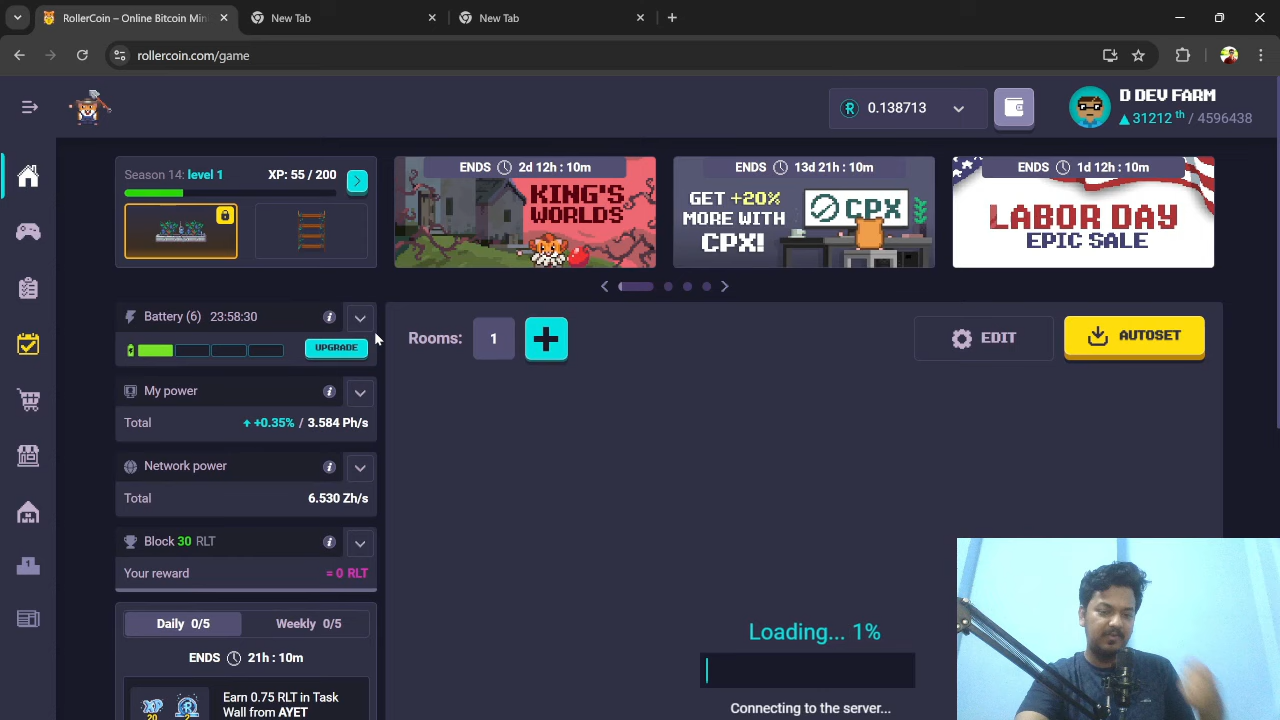 RollerCoin – Online Bitcoin Min
New Tab
New Tab
rollercoin.com/game
0.138713
D DEV FARM
31212 th / 4596438
Season 14: level 1
XP: 55 / 200
ENDS 2d 12h : 10m
KING'S
WORLDS
ENDS 13d 21h : 10m
GET +20%
MORE WITH
CPX!
CPX
ENDS 1d 12h : 10m
LABOR DAY
EPIC SALE
Battery (6) 23:58:30
UPGRADE
Rooms: 1
EDIT
AUTOSET
My power
Total +0.35% / 3.584 Ph/s
Network power
Total 6.530 Zh/s
Block 30 RLT
Your reward = 0 RLT
Daily 0/5
Weekly 0/5
ENDS 21h : 10m
XP
20
Earn 0.75 RLT in Task
Wall from AYET
Loading... 1%
Connecting to the server...